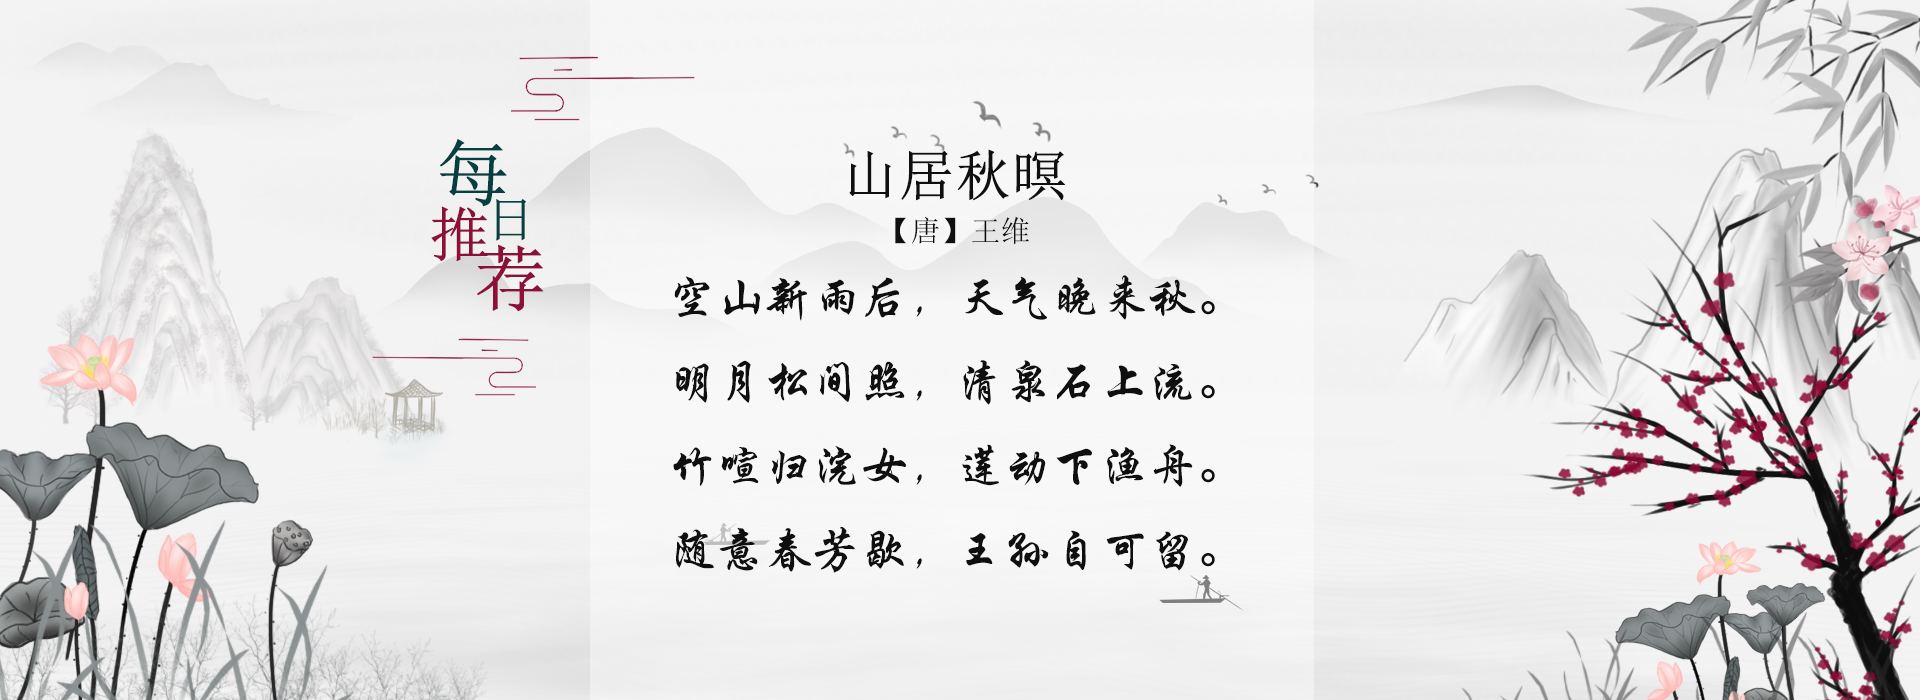 每日
推荐
山居秋暝
【唐】王维
空山新雨后，天气晚来秋。
明月松间照，清泉石上流。
竹喧归浣女，莲动下渔舟。
随意春芳歇，王孙自可留。